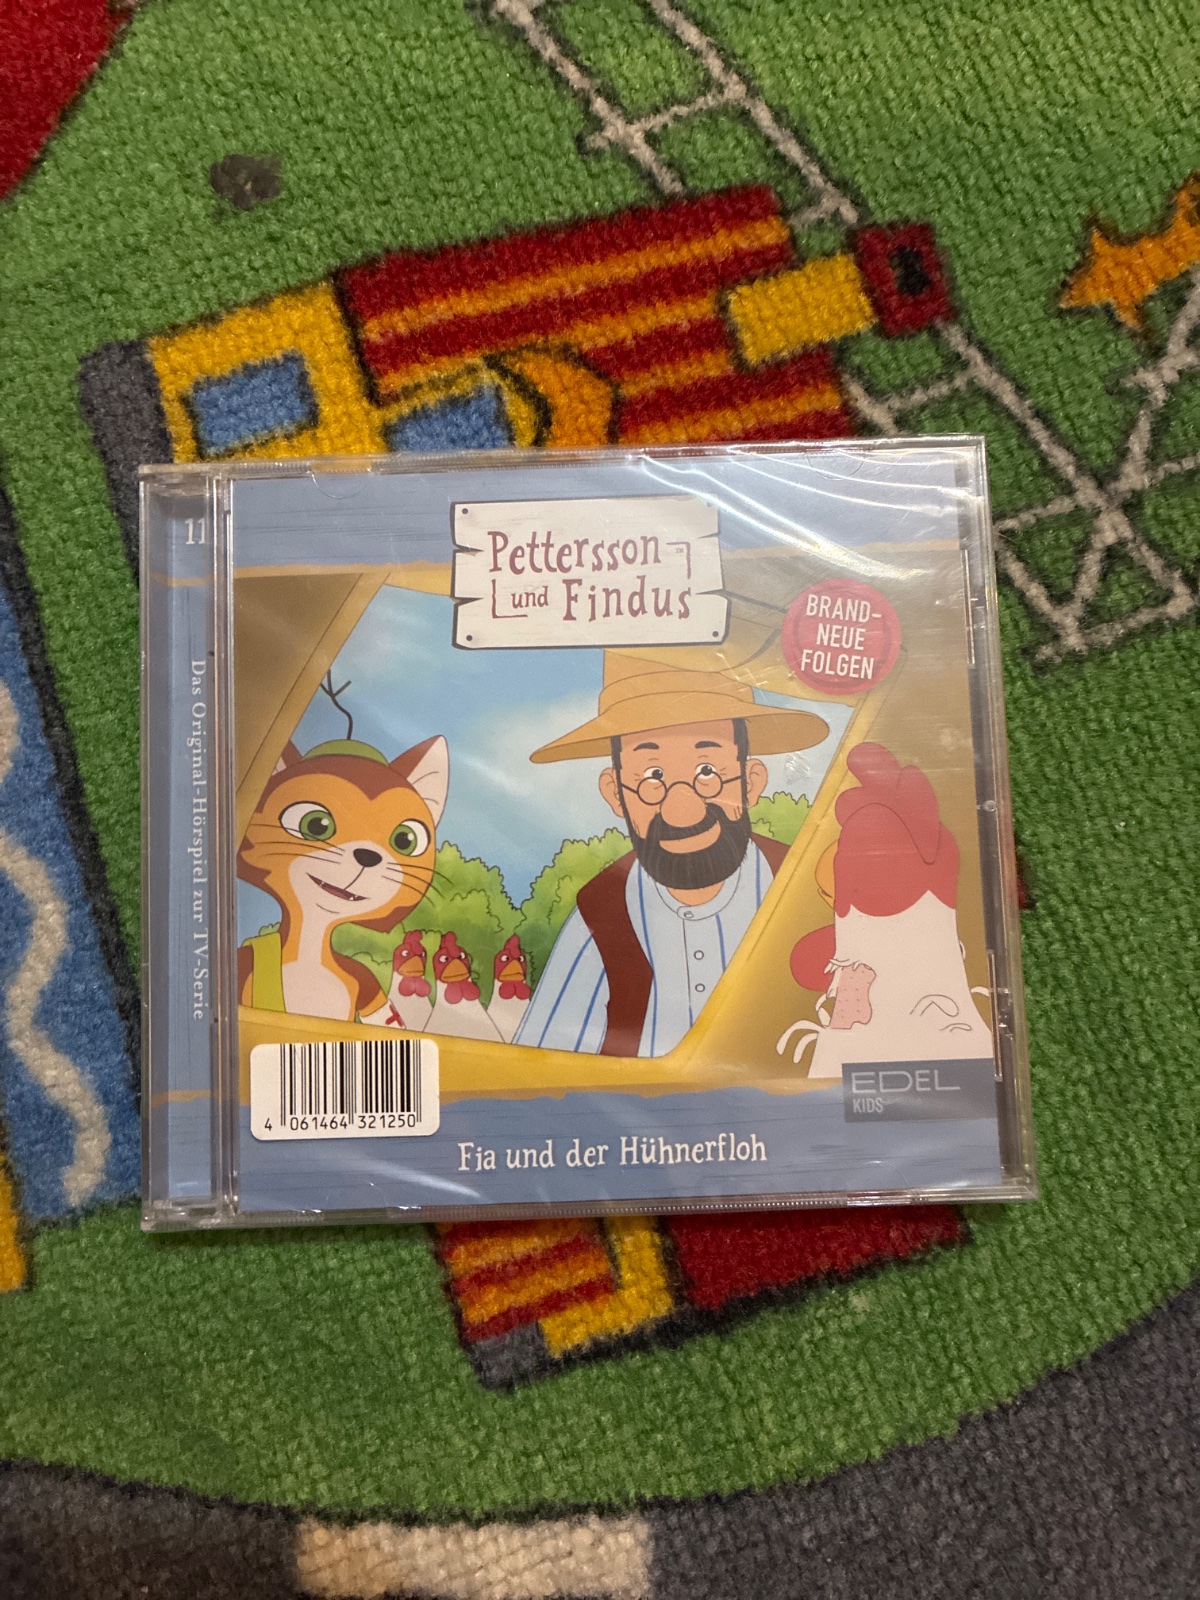 11
Das Original-Hörspiel zur TV-Serie
Pettersson
und Findus
BRAND-
NEUE
FOLGEN
EDEL
KIDS
4 061464 321250
Fia und der Hühnerfloh